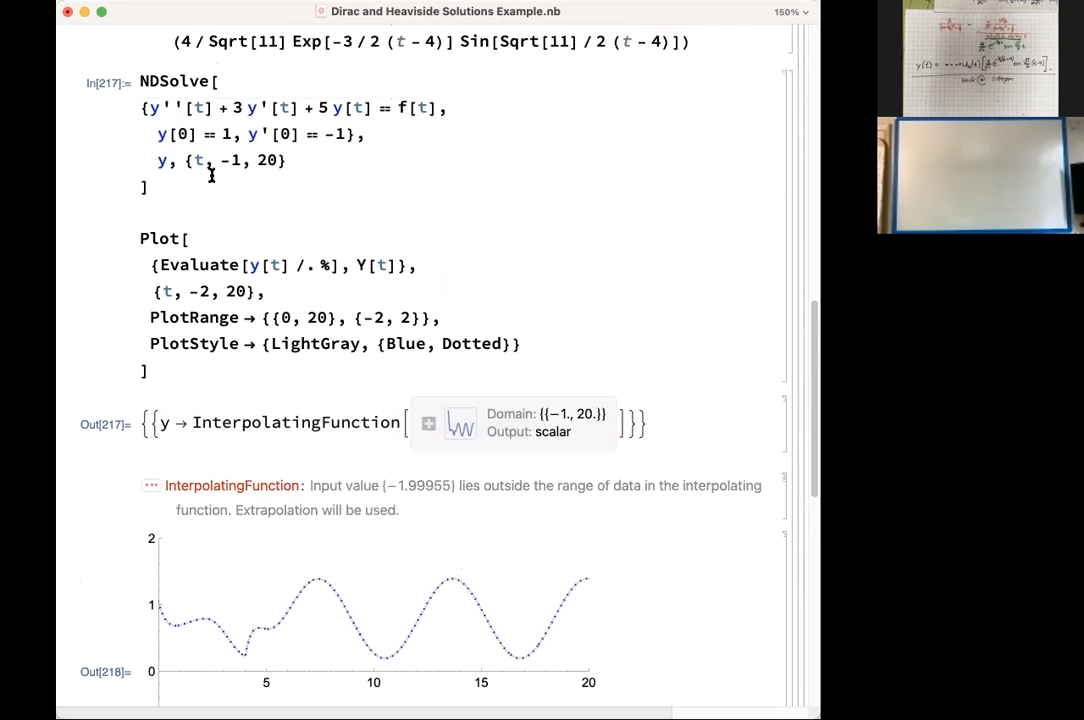 Dirac and Heaviside Solutions Example.nb
150%
(4 / Sqrt[11] Exp[-3 / 2 (t - 4)] Sin[Sqrt[11] / 2 (t - 4)])
In[217]:= NDSolve[
{y''[t] + 3 y'[t] + 5 y[t] == f[t],
y[0] == 1, y'[0] == -1},
y, {t, -1, 20}
]
Plot[
{Evaluate[y[t] /. %], Y[t]},
{t, -2, 20},
PlotRange → {{0, 20}, {-2, 2}},
PlotStyle → {LightGray, {Blue, Dotted}}
]
Out[217]= {{y → InterpolatingFunction[ Domain: {{-1., 20.}} Output: scalar ]}}
InterpolatingFunction: Input value {-1.99955} lies outside the range of data in the interpolating
function. Extrapolation will be used.
2
1
Out[218]= 0
5 10 15 20